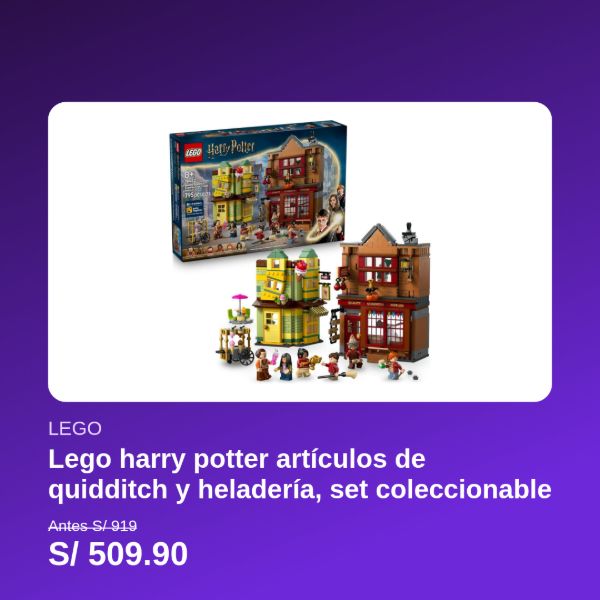 LEGO
Harry Potter
8+
LEGO
Lego harry potter artículos de
quidditch y heladería, set coleccionable
Antes S/ 919
S/ 509.90